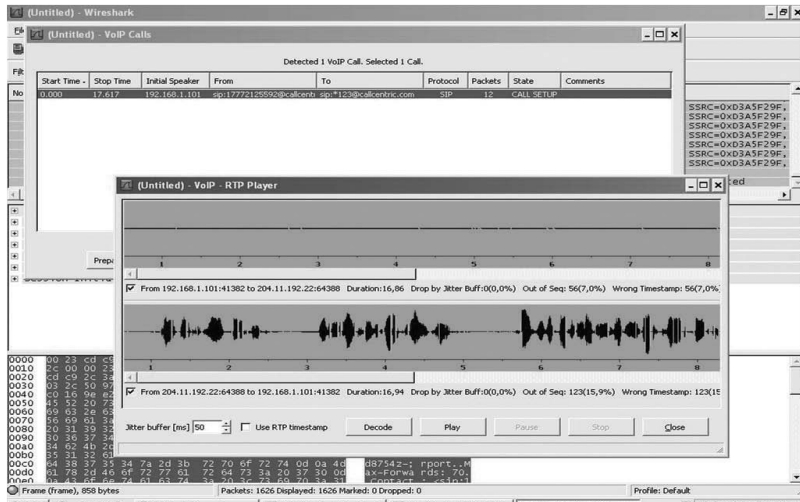 (Untitled) - Wireshark
(Untitled) - VoIP Calls
Detected 1 VoIP Call. Selected 1 Call.
Start Time Stop Time Initial Speaker From To Protocol Packets State Comments
0.000 17.617 192.168.1.101 sip:17772125592@callcent sip:*123@callcentric.com SIP 12 CALL SETUP
SSRC=0xD3A5F29F,
SSRC=0xD3A5F29F,
SSRC=0xD3A5F29F,
SSRC=0xD3A5F29F,
SSRC=0xD3A5F29F,
SSRC=0xD3A5F29F,
(Untitled) - VoIP - RTP Player
Prepa
1 2 3 4 5 6 7 8
From 192.168.1.101:41382 to 204.11.192.22:64388 Duration:16,86 Drop by Jitter Buff:0(0,0%) Out of Seq: 56(7,0%) Wrong Timestamp: 56(7,0%
1 2 3 4 5 6 7 8
From 204.11.192.22:64388 to 192.168.1.101:41382 Duration:16,94 Drop by Jitter Buff:0(0,0%) Out of Seq: 123(15,9%) Wrong Timestamp: 123(15
Jitter buffer [ms] 50 Use RTP timestamp Decode Play Pause Stop Close
0000 00 23 cd c9
0010 2c 00 00 23
0020 cd c9 2c 3a
0030 03 2c 50 97
0040 c0 16 9e e2
0050 45 52 20 73
0060 69 63 2e 63
0070 56 69 61 3a
0080 20 31 39 32
0090 30 36 37 34
00a0 34 62 4b 2d
00b0 35 31 32 61
00c0 64 38 37 35 34 7a 2d 3b 72 70 6f 72 74 0d 0a 4d d8754z-; rport..M
00d0 61 78 2d 46 6f 72 77 61 72 64 73 3a 20 37 30 0d ax-Forwa rds: 70.
Frame (frame), 858 bytes Packets: 1626 Displayed: 1626 Marked: 0 Dropped: 0 Profile: Default